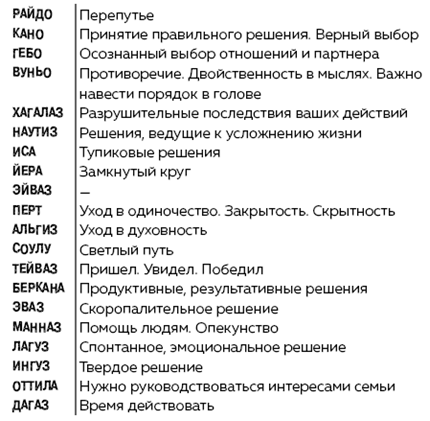 РАЙДО Перепутье
КАНО Принятие правильного решения. Верный выбор
ГЕБО Осознанный выбор отношений и партнера
ВУНЬО Противоречие. Двойственность в мыслях. Важно
навести порядок в голове
ХАГАЛАЗ Разрушительные последствия ваших действий
НАУТИЗ Решения, ведущие к усложнению жизни
ИСА Тупиковые решения
ЙЕРА Замкнутый круг
ЭЙВАЗ —
ПЕРТ Уход в одиночество. Закрытость. Скрытность
АЛЬГИЗ Уход в духовность
СОУЛУ Светлый путь
ТЕЙВАЗ Пришел. Увидел. Победил
БЕРКАНА Продуктивные, результативные решения
ЭВАЗ Скоропалительное решение
МАННАЗ Помощь людям. Опекунство
ЛАГУЗ Спонтанное, эмоциональное решение
ИНГУЗ Твердое решение
ОТТИЛА Нужно руководствоваться интересами семьи
ДАГАЗ Время действовать